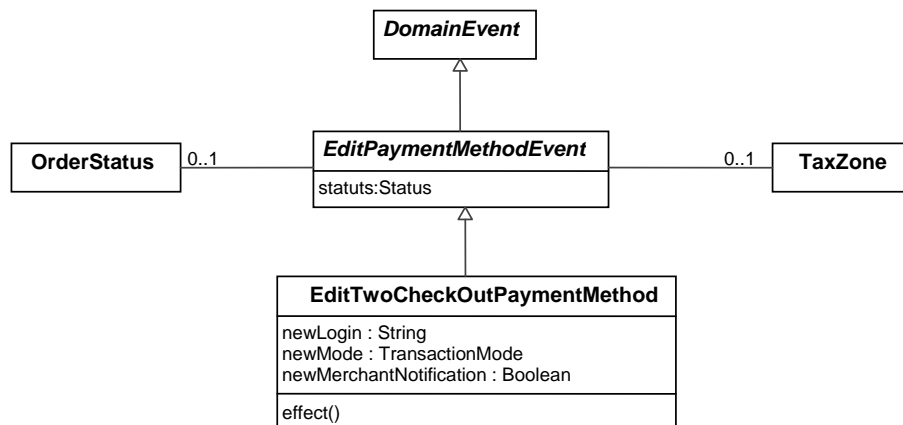 DomainEvent
OrderStatus
0..1
EditPaymentMethodEvent
statuts:Status
0..1
TaxZone
EditTwoCheckOutPaymentMethod
newLogin : String
newMode : TransactionMode
newMerchantNotification : Boolean
effect()